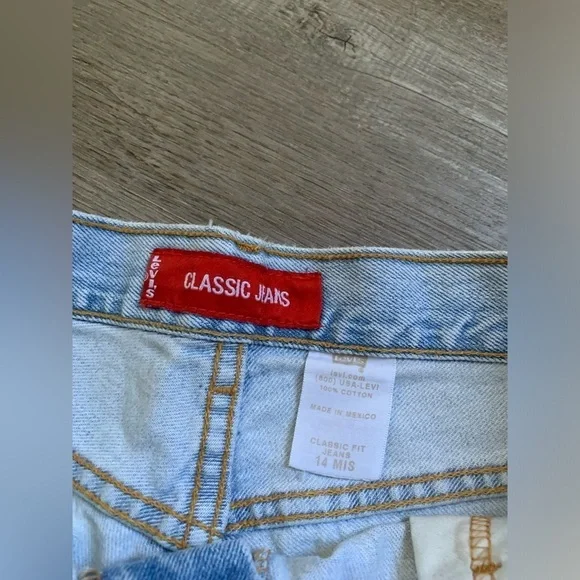 Levi's
CLASSIC JEANS
levi.com
(800) USA-LEVI
100% COTTON
MADE IN MEXICO
CLASSIC FIT
JEANS
14 MIS